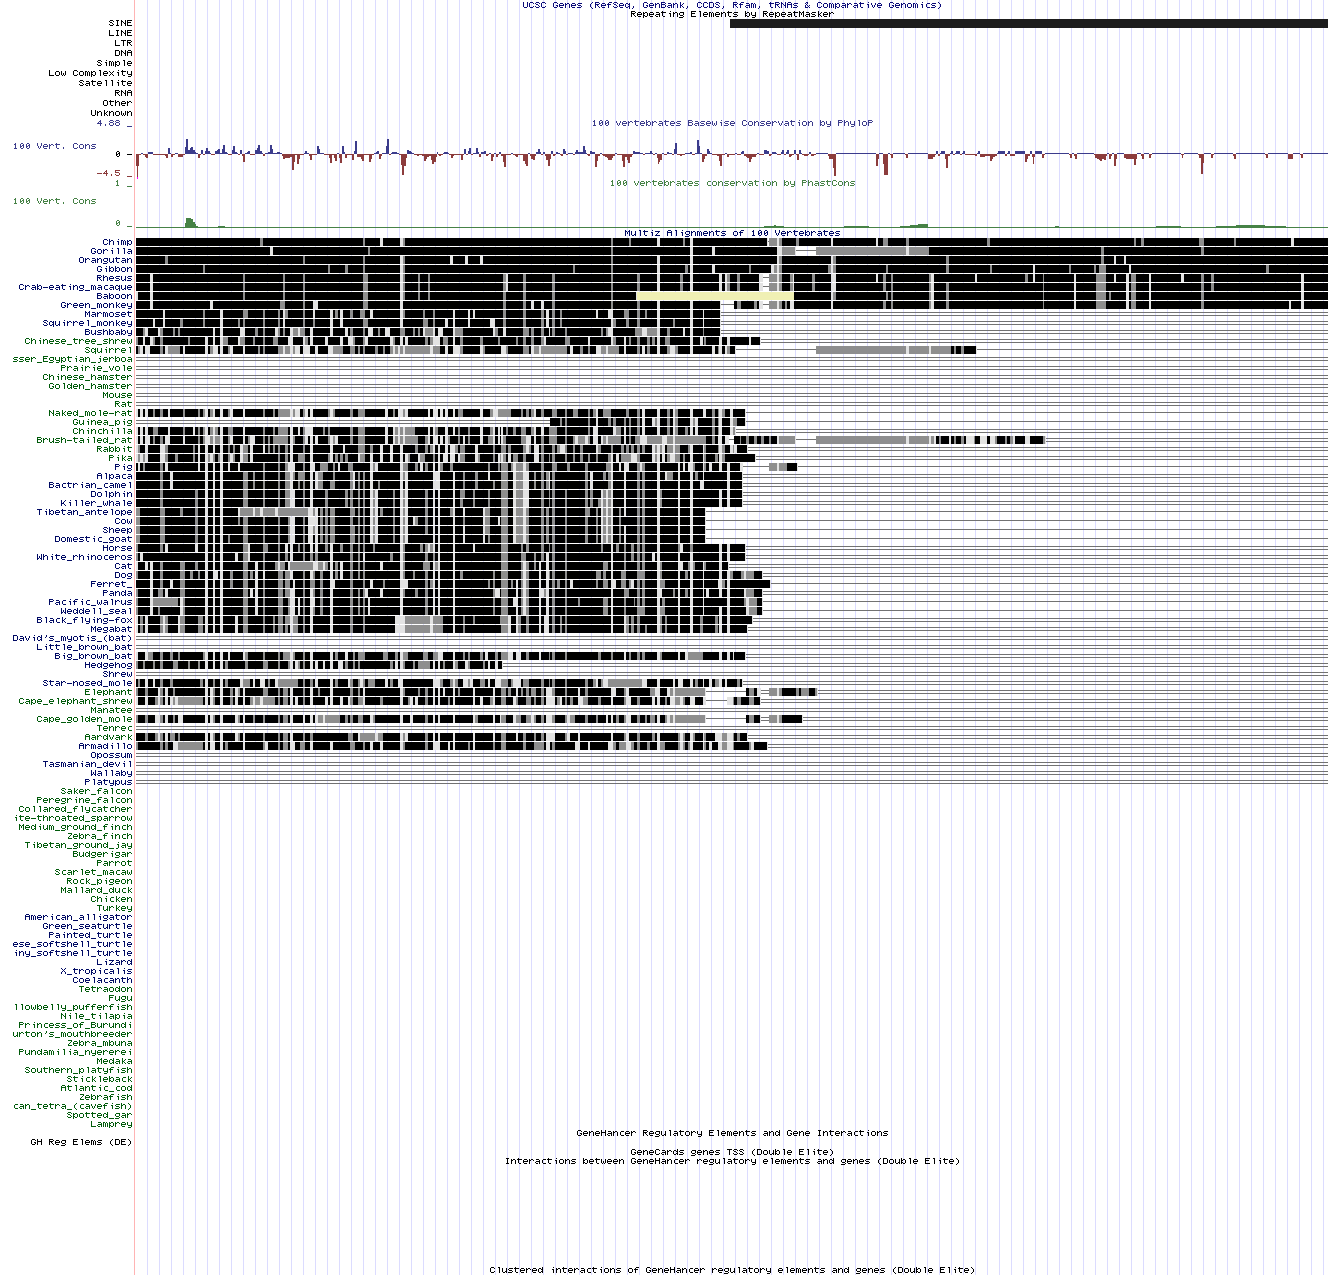 UCSC Genes (RefSeq, GenBank, CCDS, Rfam, tRNAs & Comparative Genomics)
Repeating Elements by RepeatMasker
SINE
LINE
LTR
DNA
Simple
Low Complexity
Satellite
RNA
Other
Unknown
4.88 _
100 vertebrates Basewise Conservation by PhyloP
100 Vert. Cons
0 _
-4.5 _
100 vertebrates conservation by PhastCons
1 _
100 Vert. Cons
0 _
Multiz Alignments of 100 Vertebrates
Chimp
Gorilla
Orangutan
Gibbon
Rhesus
Crab-eating_macaque
Baboon
Green_monkey
Marmoset
Squirrel_monkey
Bushbaby
Chinese_tree_shrew
Squirrel
sser_Egyptian_jerboa
Prairie_vole
Chinese_hamster
Golden_hamster
Mouse
Rat
Naked_mole-rat
Guinea_pig
Chinchilla
Brush-tailed_rat
Rabbit
Pika
Pig
Alpaca
Bactrian_camel
Dolphin
Killer_whale
Tibetan_antelope
Cow
Sheep
Domestic_goat
Horse
White_rhinoceros
Cat
Dog
Ferret_
Panda
Pacific_walrus
Weddell_seal
Black_flying-fox
Megabat
David's_myotis_(bat)
Little_brown_bat
Big_brown_bat
Hedgehog
Shrew
Star-nosed_mole
Elephant
Cape_elephant_shrew
Manatee
Cape_golden_mole
Tenrec
Aardvark
Armadillo
Opossum
Tasmanian_devil
Wallaby
Platypus
Saker_falcon
Peregrine_falcon
Collared_flycatcher
ite-throated_sparrow
Medium_ground_finch
Zebra_finch
Tibetan_ground_jay
Budgerigar
Parrot
Scarlet_macaw
Rock_pigeon
Mallard_duck
Chicken
Turkey
American_alligator
Green_seaturtle
Painted_turtle
ese_softshell_turtle
iny_softshell_turtle
Lizard
X_tropicalis
Coelacanth
Tetraodon
Fugu
llowbelly_pufferfish
Nile_tilapia
Princess_of_Burundi
urton's_mouthbreeder
Zebra_mbuna
Pundamilia_nyererei
Medaka
Southern_platyfish
Stickleback
Atlantic_cod
Zebrafish
can_tetra_(cavefish)
Spotted_gar
Lamprey
GeneHancer Regulatory Elements and Gene Interactions
GH Reg Elems (DE)
GeneCards genes TSS (Double Elite)
Interactions between GeneHancer regulatory elements and genes (Double Elite)
Clustered interactions of GeneHancer regulatory elements and genes (Double Elite)